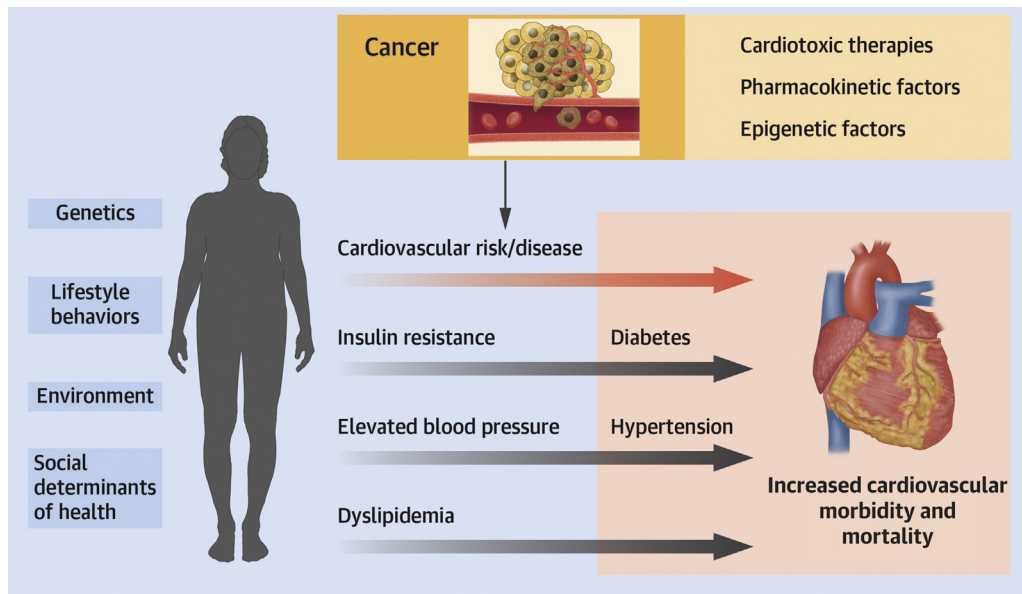 Cancer
Cardiotoxic therapies
Pharmacokinetic factors
Epigenetic factors
Genetics
Lifestyle
behaviors
Environment
Social
determinants
of health
Cardiovascular risk/disease
Insulin resistance
Diabetes
Elevated blood pressure
Hypertension
Dyslipidemia
Increased cardiovascular
morbidity and
mortality